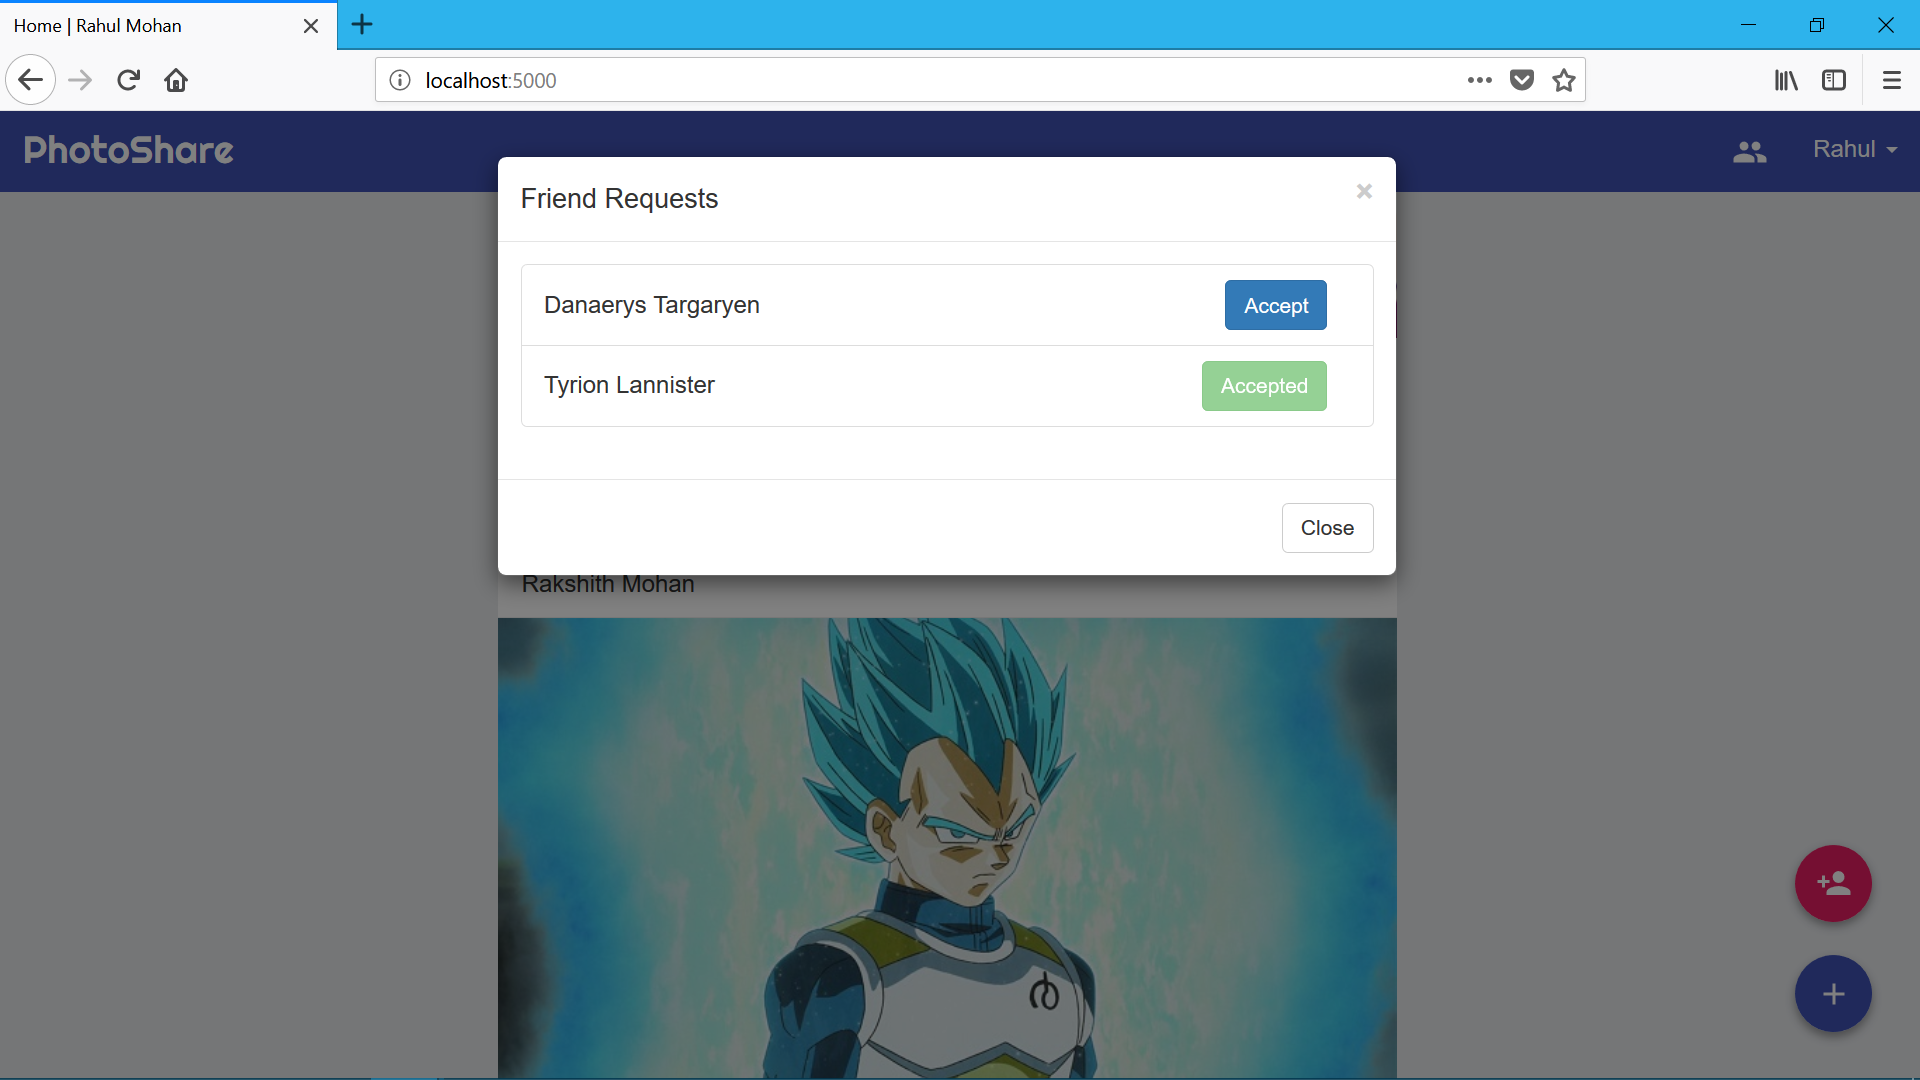 Home | Rahul Mohan
localhost:5000
PhotoShare
Rahul
Friend Requests
×
Danaerys Targaryen
Accept
Tyrion Lannister
Accepted
Close
Rakshith Mohan